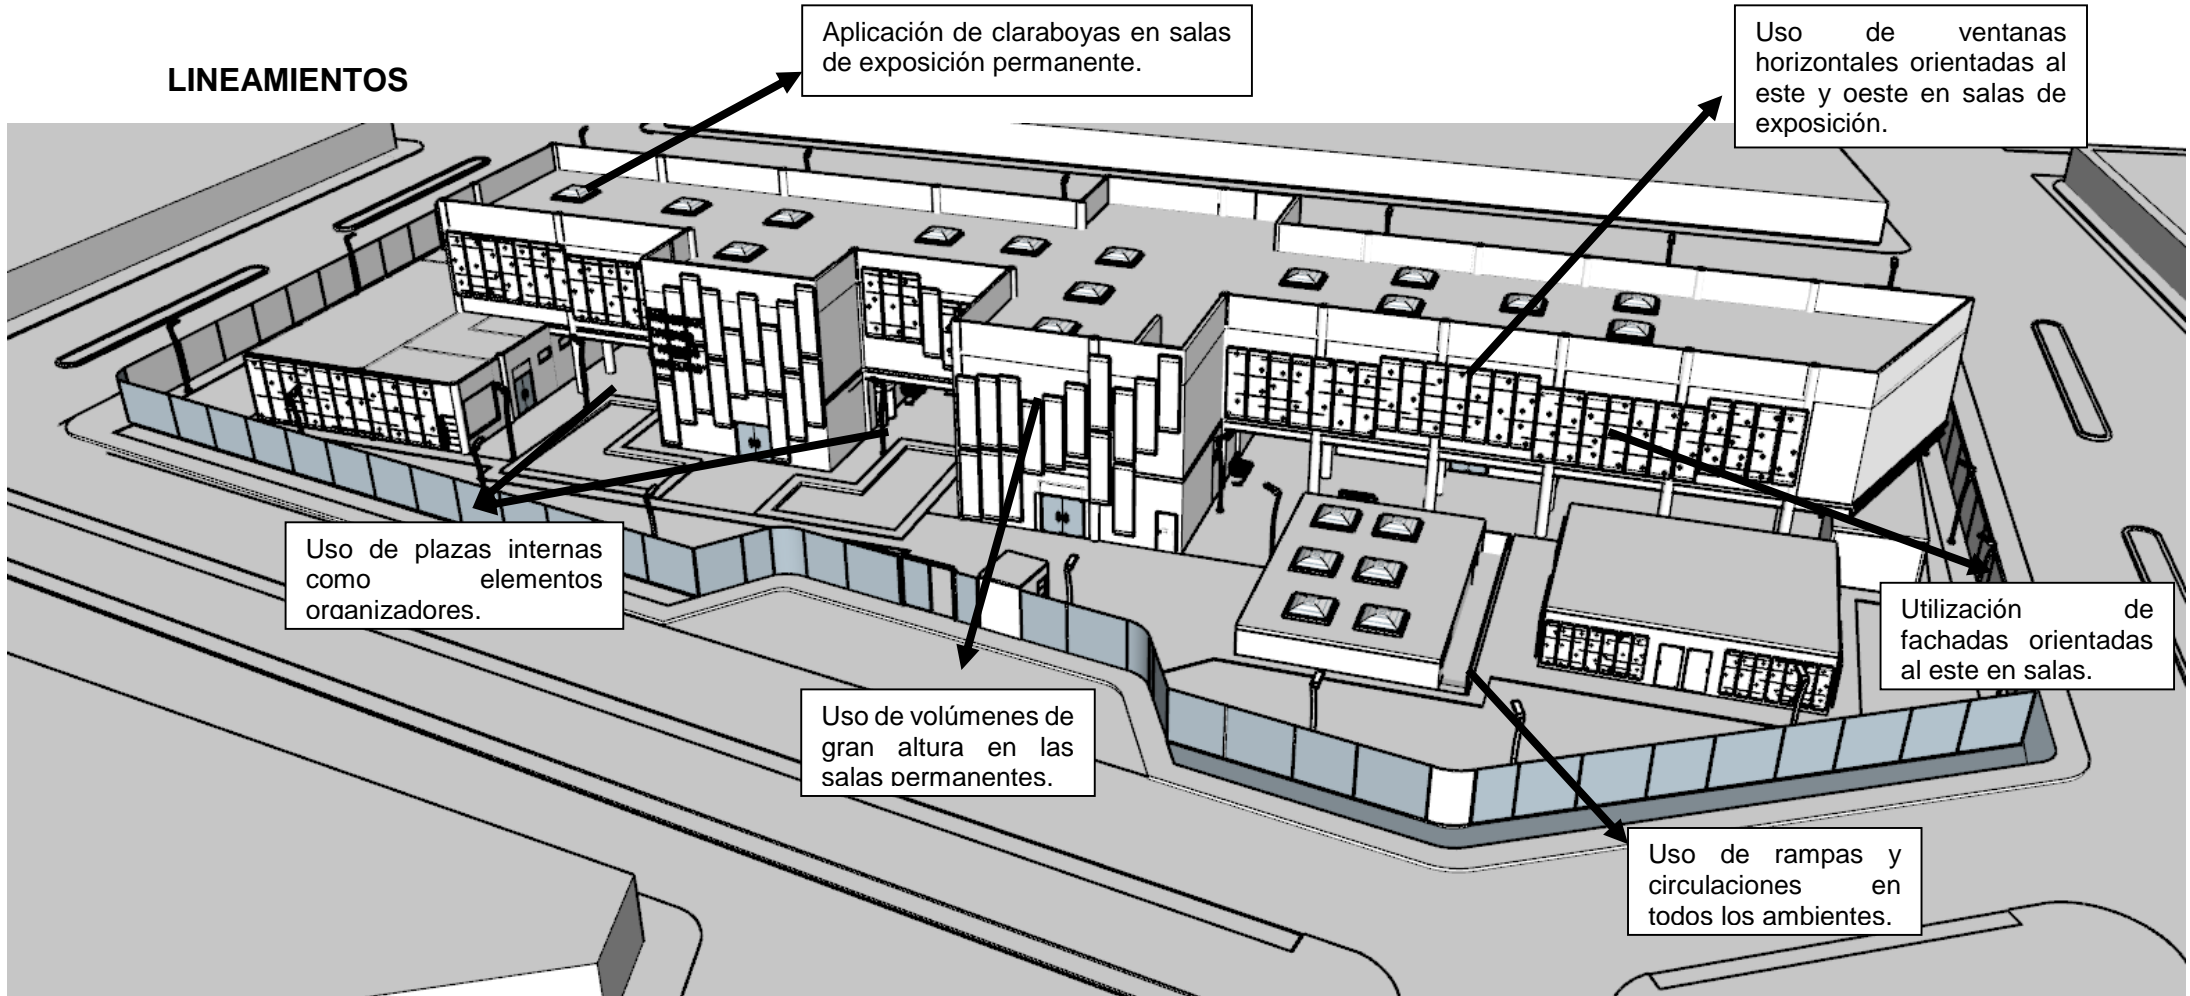 LINEAMIENTOS
Aplicación de claraboyas en salas
de exposición permanente.
Uso de ventanas
horizontales orientadas al
este y oeste en salas de
exposición.
Uso de plazas internas
como elementos
organizadores.
Uso de volúmenes de
gran altura en las
salas permanentes.
Utilización de
fachadas orientadas
al este en salas.
Uso de rampas y
circulaciones en
todos los ambientes.